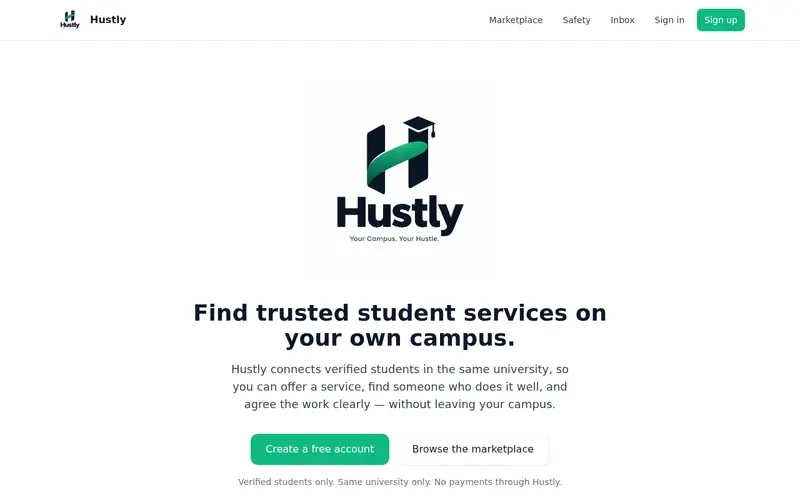 Hustly
Hustly
Marketplace
Safety
Inbox
Sign in
Sign up
Hustly
Your Campus. Your Hustle.
Find trusted student services on
your own campus.
Hustly connects verified students in the same university, so
you can offer a service, find someone who does it well, and
agree the work clearly — without leaving your campus.
Create a free account
Browse the marketplace
Verified students only. Same university only. No payments through Hustly.